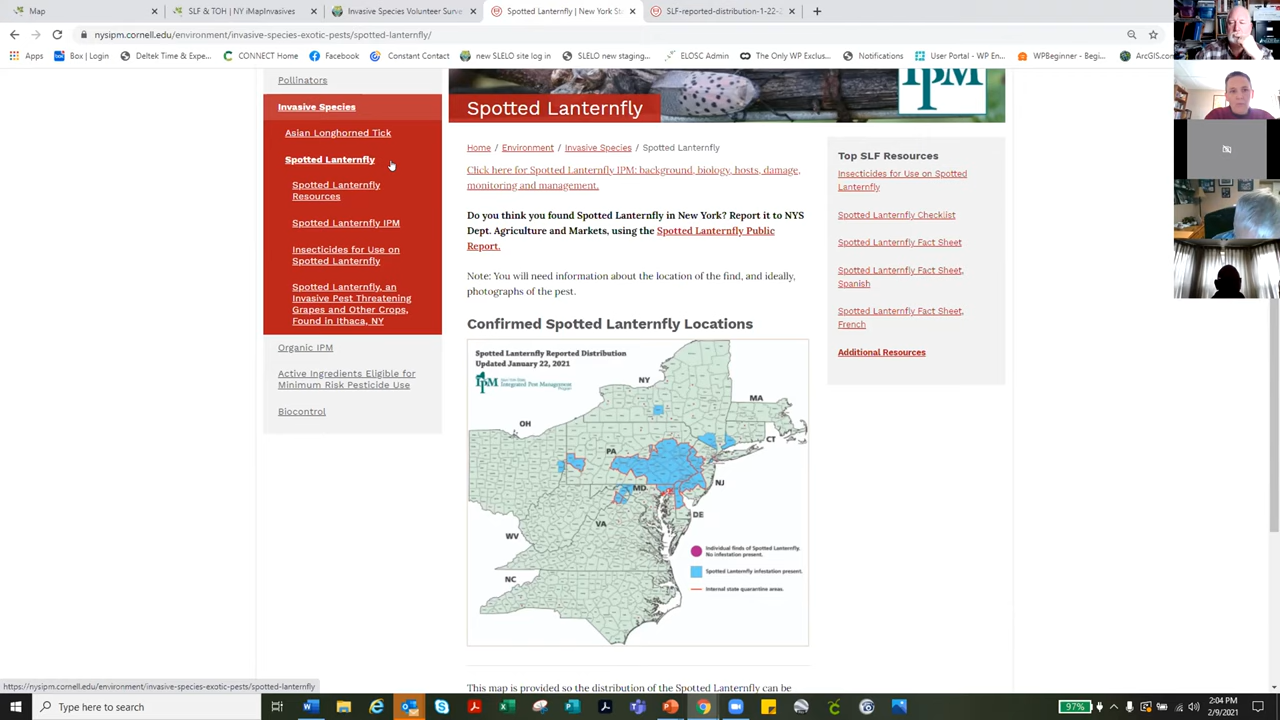 Map
SLF & TOH | NY iMapInvasives
Invasive Species Volunteer Surve
Spotted Lanternfly | New York St
SLF-reported-distribution-1-22-2
nysipm.cornell.edu/environment/invasive-species-exotic-pests/spotted-lanternfly/
Apps
Box | Login
Deltek Time & Expe...
CONNECT Home
Facebook
Constant Contact
new SLELO site log in
SLELO new staging...
ELOSC Admin
The Only WP Exclus...
Notifications
User Portal - WP En...
WPBeginner - Begi...
ArcGIS.com
Pollinators
Invasive Species
Asian Longhorned Tick
Spotted Lanternfly
Spotted Lanternfly
Resources
Spotted Lanternfly IPM
Insecticides for Use on
Spotted Lanternfly
Spotted Lanternfly, an
Invasive Pest Threatening
Grapes and Other Crops,
Found in Ithaca, NY
Organic IPM
Active Ingredients Eligible for
Minimum Risk Pesticide Use
Biocontrol
IPM
Spotted Lanternfly
Home / Environment / Invasive Species / Spotted Lanternfly
Click here for Spotted Lanternfly IPM: background, biology, hosts, damage,
monitoring and management.
Do you think you found Spotted Lanternfly in New York? Report it to NYS
Dept. Agriculture and Markets, using the Spotted Lanternfly Public
Report.
Note: You will need information about the location of the find, and ideally,
photographs of the pest.
Confirmed Spotted Lanternfly Locations
Spotted Lanternfly Reported Distribution
Updated January 22, 2021
IPM
New York State
Integrated Pest Management
Program
NY
MA
OH
CT
PA
NJ
MD
DE
VA
WV
NC
Individual finds of Spotted Lanternfly.
No infestation present.
Spotted Lanternfly infestation present.
Internal state quarantine areas.
This map is provided so the distribution of the Spotted Lanternfly can be
Top SLF Resources
Insecticides for Use on Spotted
Lanternfly
Spotted Lanternfly Checklist
Spotted Lanternfly Fact Sheet
Spotted Lanternfly Fact Sheet,
Spanish
Spotted Lanternfly Fact Sheet,
French
Additional Resources
https://nysipm.cornell.edu/environment/invasive-species-exotic-pests/spotted-lanternfly
Type here to search
97%
2:04 PM
2/9/2021